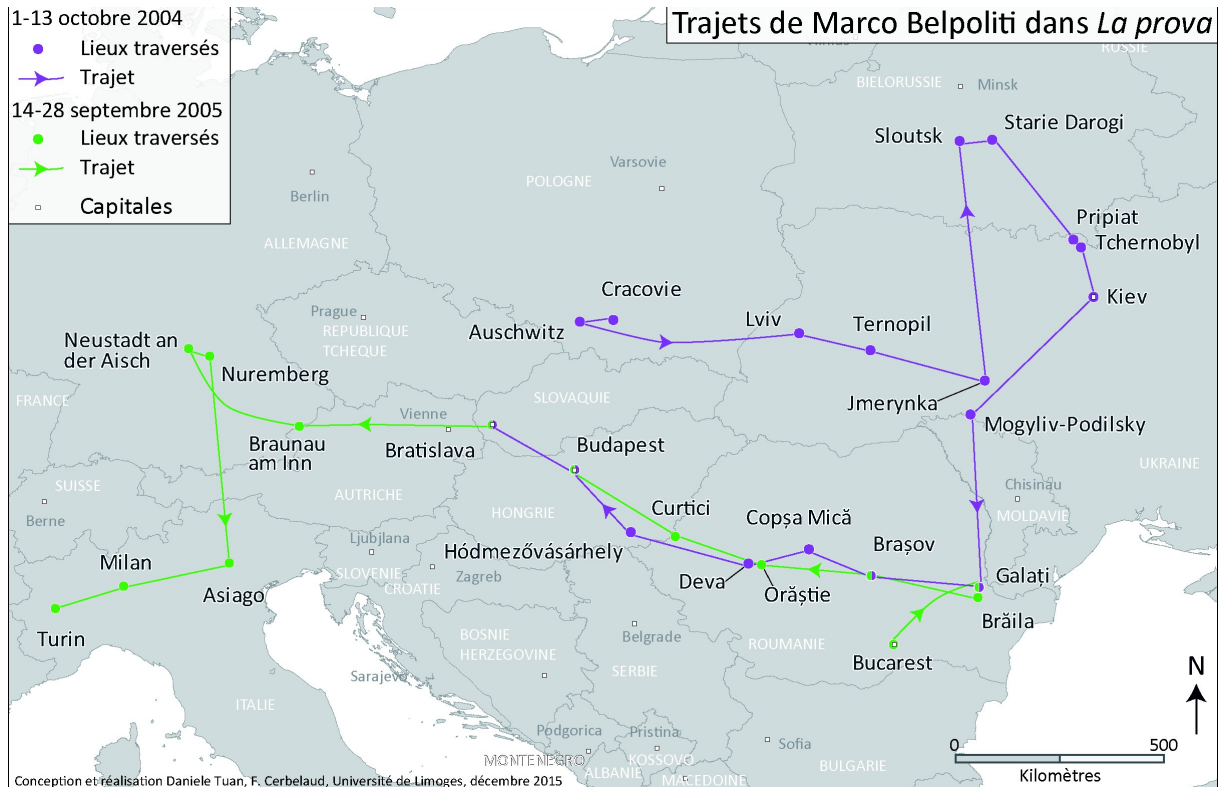 Trajets de Marco Belpoliti dans La prova
1-13 octobre 2004
Lieux traversés
Trajet
14-28 septembre 2005
Lieux traversés
Trajet
Capitales
RUSSIE
BIELORUSSIE
Minsk
Sloutsk
Starie Darogi
Varsovie
POLOGNE
Berlin
ALLEMAGNE
Pripiat
Tchernobyl
Kiev
Cracovie
Auschwitz
Lviv
Ternopil
Jmerynka
Mogyliv-Podilsky
Prague
REPUBLIQUE
TCHEQUE
Neustadt an
der Aisch
Nuremberg
FRANCE
SLOVAQUIE
Vienne
Bratislava
Braunau
am Inn
Budapest
UKRAINE
SUISSE
Berne
AUTRICHE
HONGRIE
Curtici
Copșa Mică
Brașov
Chisinau
MOLDAVIE
Ljubjlana
SLOVENIE
CROATIE
Zagreb
Hódmezővásárhely
Deva
Orăștie
Galați
Brăila
Milan
Asiago
Turin
BOSNIE
HERZEGOVINE
Belgrade
SERBIE
ROUMANIE
Bucarest
Sarajevo
ITALIE
Podgorica
Pristina
Sofia
MONTENEGRO
KOSSOVO
ALBANIE
MACEDOINE
BULGARIE
N
0 500
Kilomètres
Conception et réalisation Daniele Tuan, F. Cerbelaud, Université de Limoges, décembre 2015